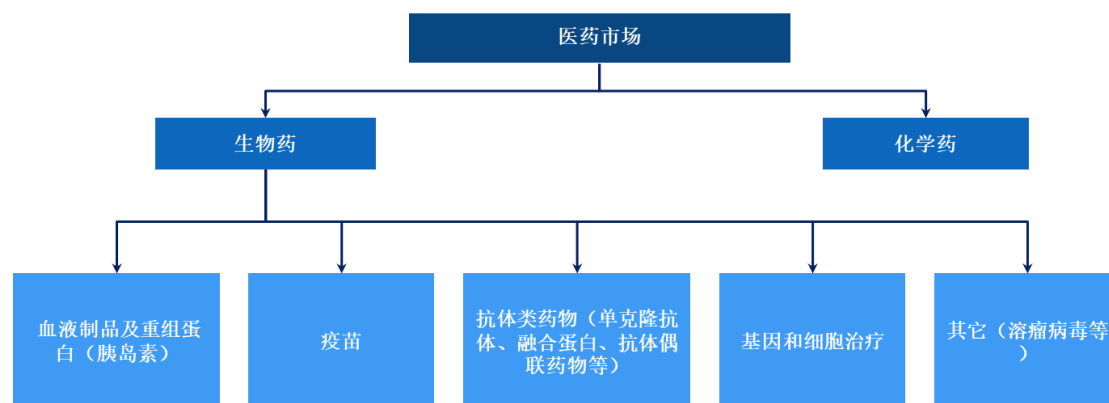 医药市场
生物药
化学药
血液制品及重组蛋
白（胰岛素）
疫苗
抗体类药物（单克隆抗
体、融合蛋白、抗体偶
联药物等）
基因和细胞治疗
其它（溶瘤病毒等
）